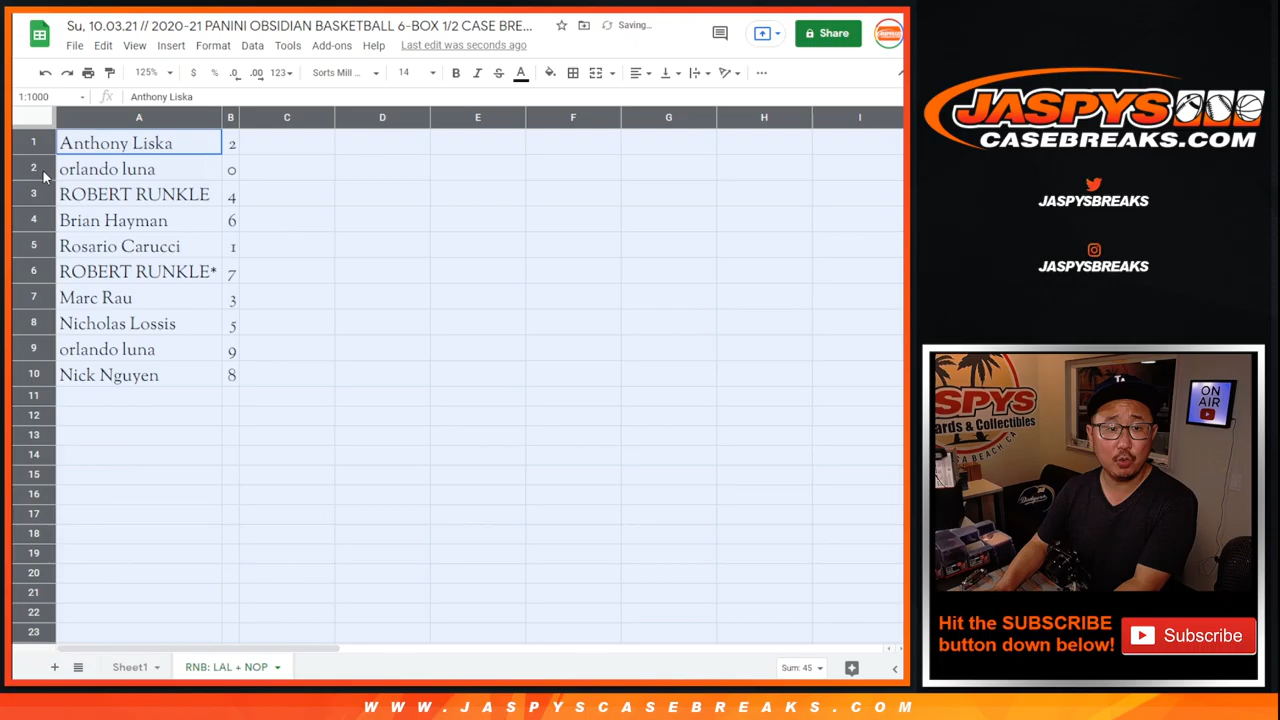 Su, 10.03.21 // 2020-21 PANINI OBSIDIAN BASKETBALL 6-BOX 1/2 CASE BRE...
Saving...
File Edit View Insert Format Data Tools Add-ons Help Last edit was seconds ago
Share
125% $ % .0 .00 123 Sorts Mill ... 14 B I S A
1:1000 fx Anthony Liska
A B C D E F G H I
1 Anthony Liska 2
2 orlando luna 0
3 ROBERT RUNKLE 4
4 Brian Hayman 6
5 Rosario Carucci 1
6 ROBERT RUNKLE* 7
7 Marc Rau 3
8 Nicholas Lossis 5
9 orlando luna 9
10 Nick Nguyen 8
11
12
13
14
15
16
17
18
19
20
21
22
23
+ Sheet1 RNB: LAL + NOP Sum: 45
JASPYS
CASEBREAKS.COM
JASPYSBREAKS
JASPYSBREAKS
ASPYS
ards & Collectibles
A BEACH CA
Dodgers
LA
ON
AIR
Hit the SUBSCRIBE
button down below!
Subscribe
WWW.JASPYSCASEBREAKS.COM